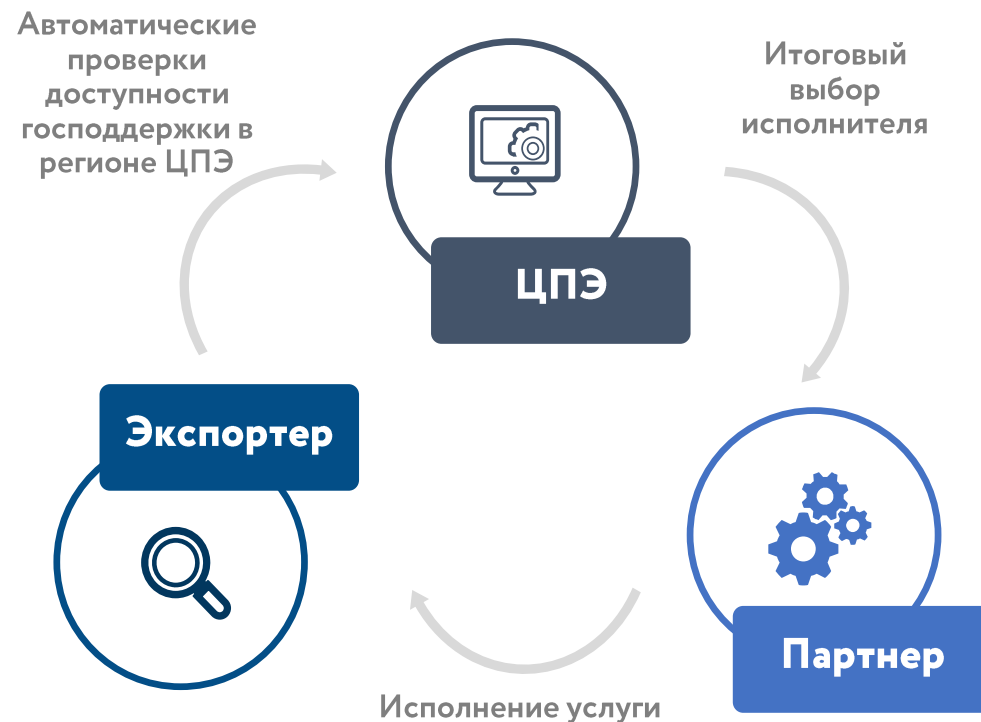 Автоматические
проверки
доступности
господдержки в
регионе ЦПЭ
Итоговый
выбор
исполнителя
ЦПЭ
Экспортер
Партнер
Исполнение услуги